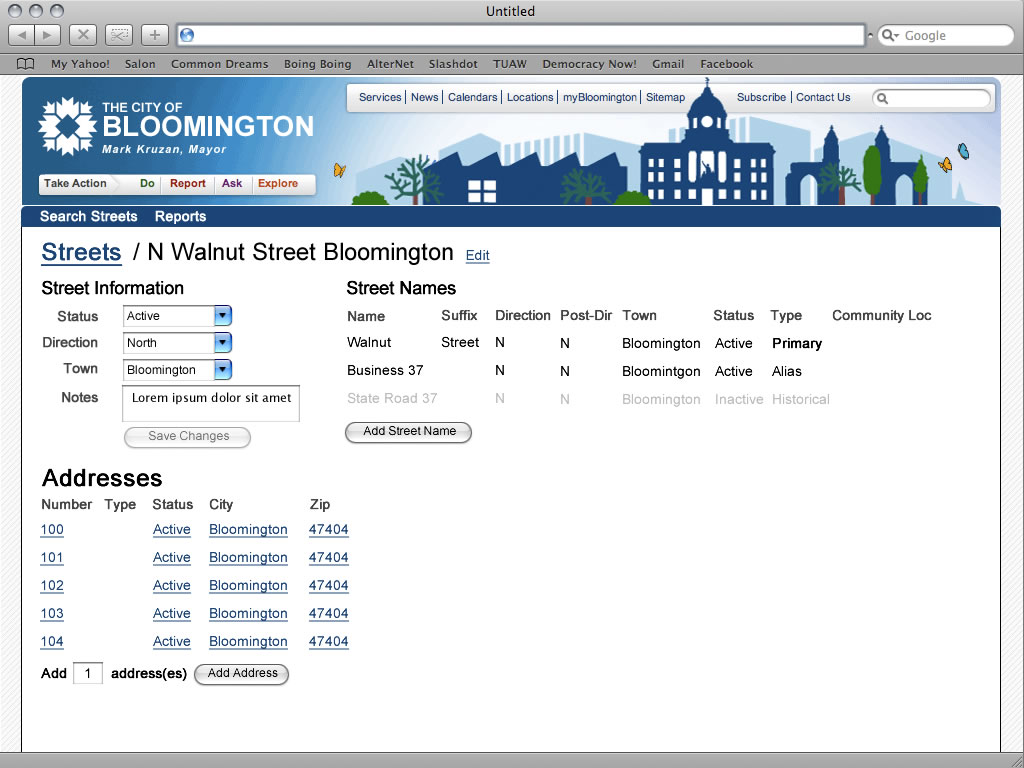 Untitled
Google
My Yahoo! Salon Common Dreams Boing Boing AlterNet Slashdot TUAW Democracy Now! Gmail Facebook
Services News Calendars Locations myBloomington Sitemap Subscribe Contact Us
THE CITY OF
BLOOMINGTON
Mark Kruzan, Mayor
Take Action Do Report Ask Explore
Search Streets Reports
Streets / N Walnut Street Bloomington Edit
Street Information
Status Active
Direction North
Town Bloomington
Notes Lorem ipsum dolor sit amet
Save Changes
Street Names
Name Suffix Direction Post-Dir Town Status Type Community Loc
Walnut Street N N Bloomington Active Primary
Business 37 N N Bloomintgon Active Alias
State Road 37 N N Bloomington Inactive Historical
Add Street Name
Addresses
Number Type Status City Zip
100 Active Bloomington 47404
101 Active Bloomington 47404
102 Active Bloomington 47404
103 Active Bloomington 47404
104 Active Bloomington 47404
Add 1 address(es) Add Address